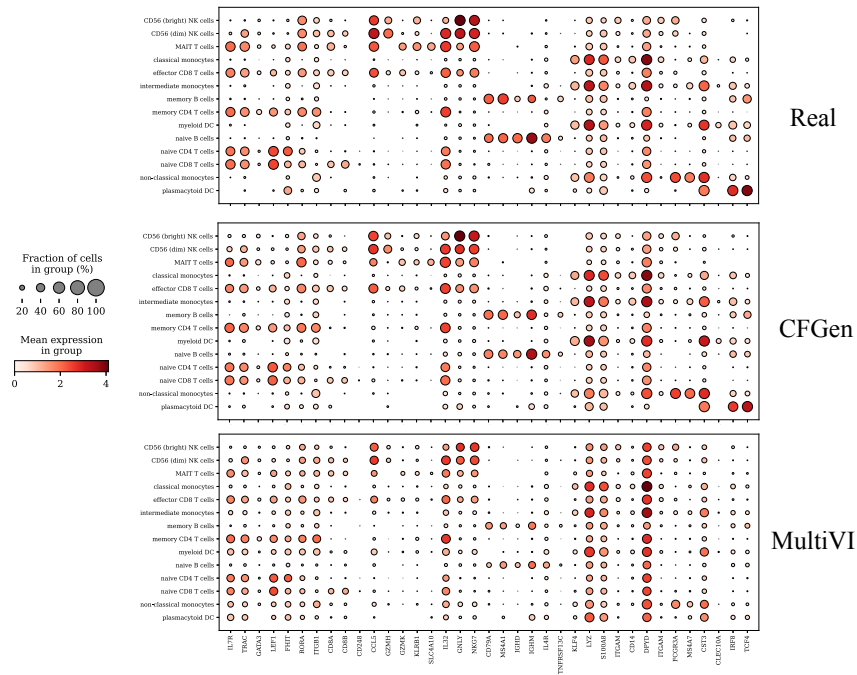 CD56 (bright) NK cells
CD56 (dim) NK cells
MAIT T cells
classical monocytes
effector CD8 T cells
intermediate monocytes
memory B cells
memory CD4 T cells
myeloid DC
naive B cells
naive CD4 T cells
naive CD8 T cells
non-classical monocytes
plasmacytoid DC
Real
CD56 (bright) NK cells
CD56 (dim) NK cells
MAIT T cells
classical monocytes
effector CD8 T cells
intermediate monocytes
memory B cells
memory CD4 T cells
myeloid DC
naive B cells
naive CD4 T cells
naive CD8 T cells
non-classical monocytes
plasmacytoid DC
CFGen
Fraction of cells
in group (%)
20 40 60 80 100
Mean expression
in group
0 2 4
CD56 (bright) NK cells
CD56 (dim) NK cells
MAIT T cells
classical monocytes
effector CD8 T cells
intermediate monocytes
memory B cells
memory CD4 T cells
myeloid DC
naive B cells
naive CD4 T cells
naive CD8 T cells
non-classical monocytes
plasmacytoid DC
MultiVI
IL7R
TRAC
GATA3
LEF1
FHIT
RORA
ITGB1
CD8A
CD8B
CD248
CCL5
GZMH
GZMK
KLRB1
SLC4A10
IL32
GNLY
NKG7
CD79A
MS4A1
IGHD
IGHM
IL4R
TNFRSF13C
KLF4
LYZ
S100A8
ITGAM
CD14
DPYD
ITGAM
FCGR3A
MS4A7
CST3
CLEC10A
IRF8
TCF4